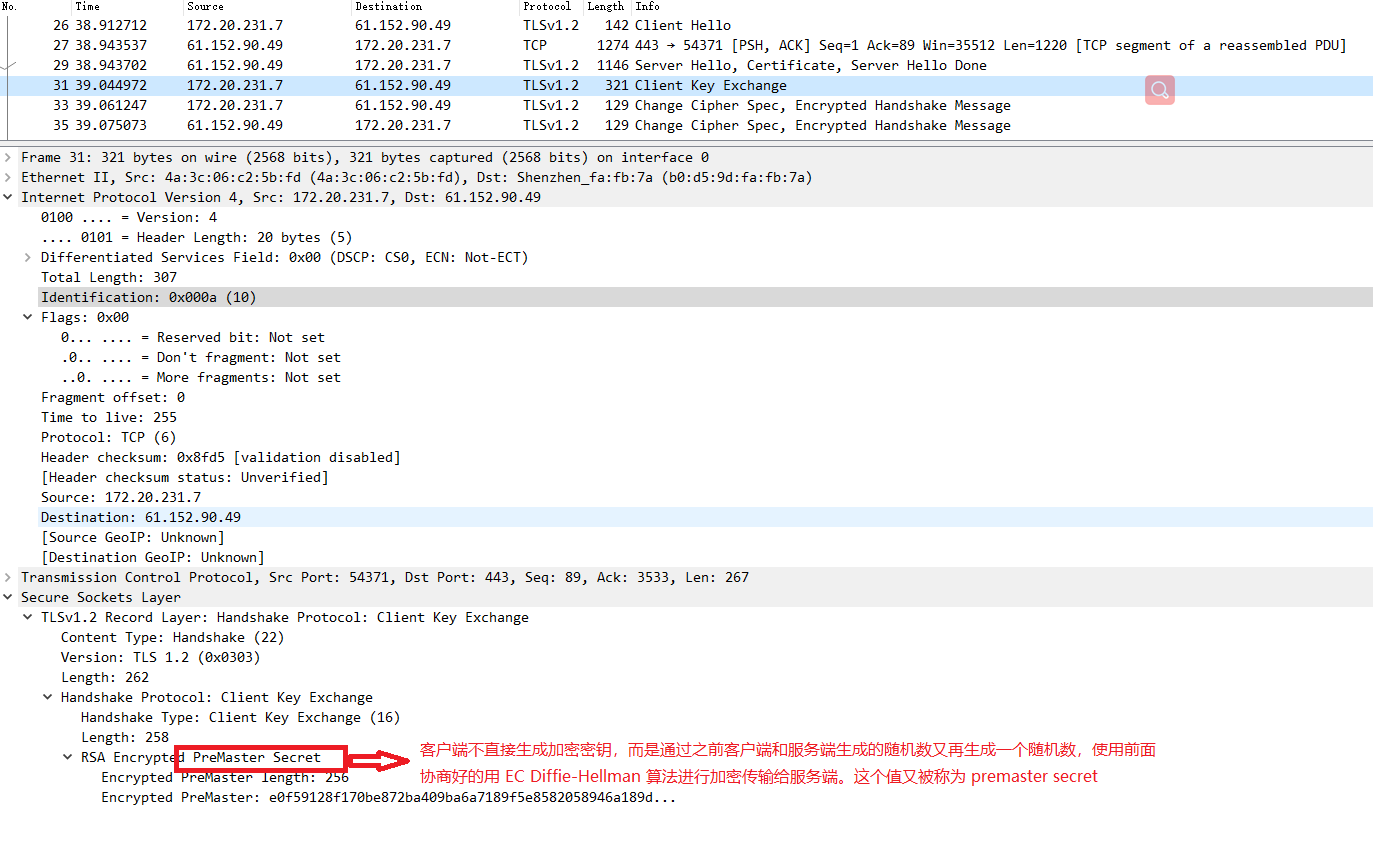 No. Time Source Destination Protocol Length Info
26 38.912712 172.20.231.7 61.152.90.49 TLSv1.2 142 Client Hello
27 38.943537 61.152.90.49 172.20.231.7 TCP 1274 443 → 54371 [PSH, ACK] Seq=1 Ack=89 Win=35512 Len=1220 [TCP segment of a reassembled PDU]
29 38.943702 61.152.90.49 172.20.231.7 TLSv1.2 1146 Server Hello, Certificate, Server Hello Done
31 39.044972 172.20.231.7 61.152.90.49 TLSv1.2 321 Client Key Exchange
33 39.061247 172.20.231.7 61.152.90.49 TLSv1.2 129 Change Cipher Spec, Encrypted Handshake Message
35 39.075073 61.152.90.49 172.20.231.7 TLSv1.2 129 Change Cipher Spec, Encrypted Handshake Message
Frame 31: 321 bytes on wire (2568 bits), 321 bytes captured (2568 bits) on interface 0
Ethernet II, Src: 4a:3c:06:c2:5b:fd (4a:3c:06:c2:5b:fd), Dst: Shenzhen_fa:fb:7a (b0:d5:9d:fa:fb:7a)
Internet Protocol Version 4, Src: 172.20.231.7, Dst: 61.152.90.49
0100 .... = Version: 4
.... 0101 = Header Length: 20 bytes (5)
Differentiated Services Field: 0x00 (DSCP: CS0, ECN: Not-ECT)
Total Length: 307
Identification: 0x000a (10)
Flags: 0x00
0... .... = Reserved bit: Not set
.0.. .... = Don't fragment: Not set
..0. .... = More fragments: Not set
Fragment offset: 0
Time to live: 255
Protocol: TCP (6)
Header checksum: 0x8fd5 [validation disabled]
[Header checksum status: Unverified]
Source: 172.20.231.7
Destination: 61.152.90.49
[Source GeoIP: Unknown]
[Destination GeoIP: Unknown]
Transmission Control Protocol, Src Port: 54371, Dst Port: 443, Seq: 89, Ack: 3533, Len: 267
Secure Sockets Layer
TLSv1.2 Record Layer: Handshake Protocol: Client Key Exchange
Content Type: Handshake (22)
Version: TLS 1.2 (0x0303)
Length: 262
Handshake Protocol: Client Key Exchange
Handshake Type: Client Key Exchange (16)
Length: 258
RSA Encrypted PreMaster Secret
Encrypted PreMaster length: 256
Encrypted PreMaster: e0f59128f170be872ba409ba6a7189f5e8582058946a189d...
客户端不直接生成加密密钥，而是通过之前客户端和服务端生成的随机数又再生成一个随机数，使用前面
协商好的用 EC Diffie-Hellman 算法进行加密传输给服务端。这个值又被称为 premaster secret